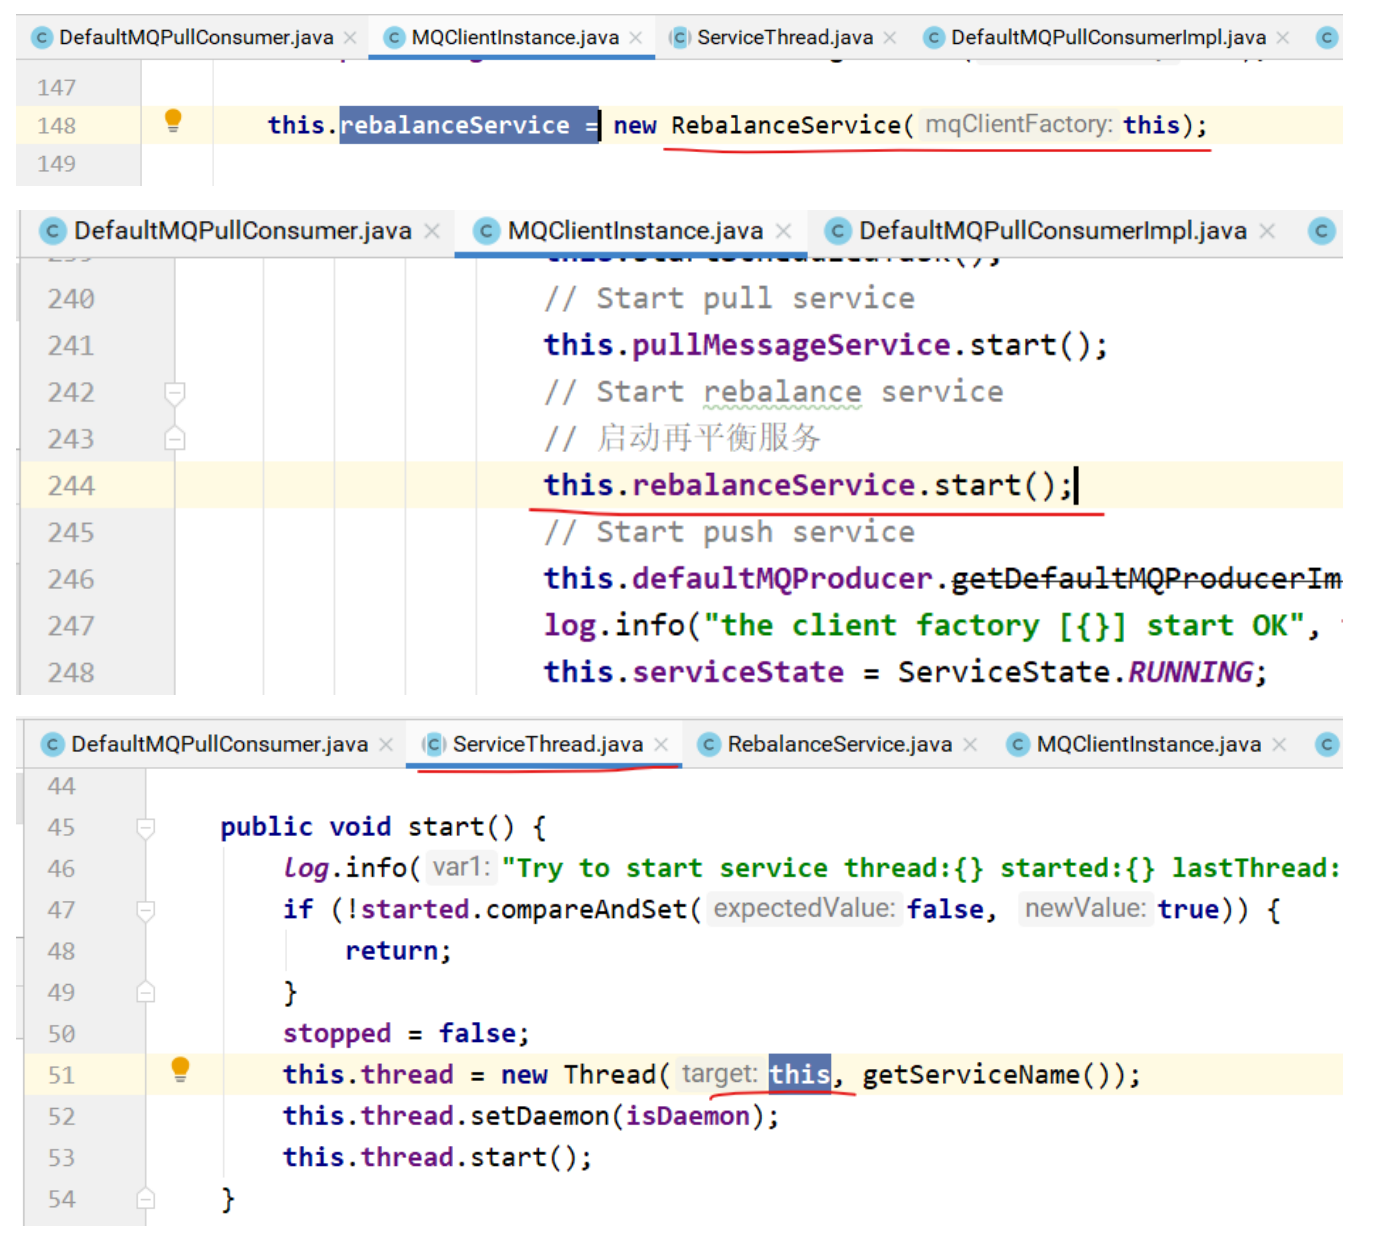 DefaultMQPullConsumer.java MQClientInstance.java ServiceThread.java DefaultMQPullConsumerImpl.java
147
148 this.rebalanceService = new RebalanceService( mqClientFactory: this);
149
DefaultMQPullConsumer.java MQClientInstance.java DefaultMQPullConsumerImpl.java
240 // Start pull service
241 this.pullMessageService.start();
242 // Start rebalance service
243 // 启动再平衡服务
244 this.rebalanceService.start();
245 // Start push service
246 this.defaultMQProducer.getDefaultMQProducerIm
247 log.info("the client factory [{}] start OK",
248 this.serviceState = ServiceState.RUNNING;
DefaultMQPullConsumer.java ServiceThread.java RebalanceService.java MQClientInstance.java
44
45 public void start() {
46 log.info( var1: "Try to start service thread:{} started:{} lastThread:
47 if (!started.compareAndSet( expectedValue: false, newValue: true)) {
48 return;
49 }
50 stopped = false;
51 this.thread = new Thread( target: this, getServiceName());
52 this.thread.setDaemon(isDaemon);
53 this.thread.start();
54 }